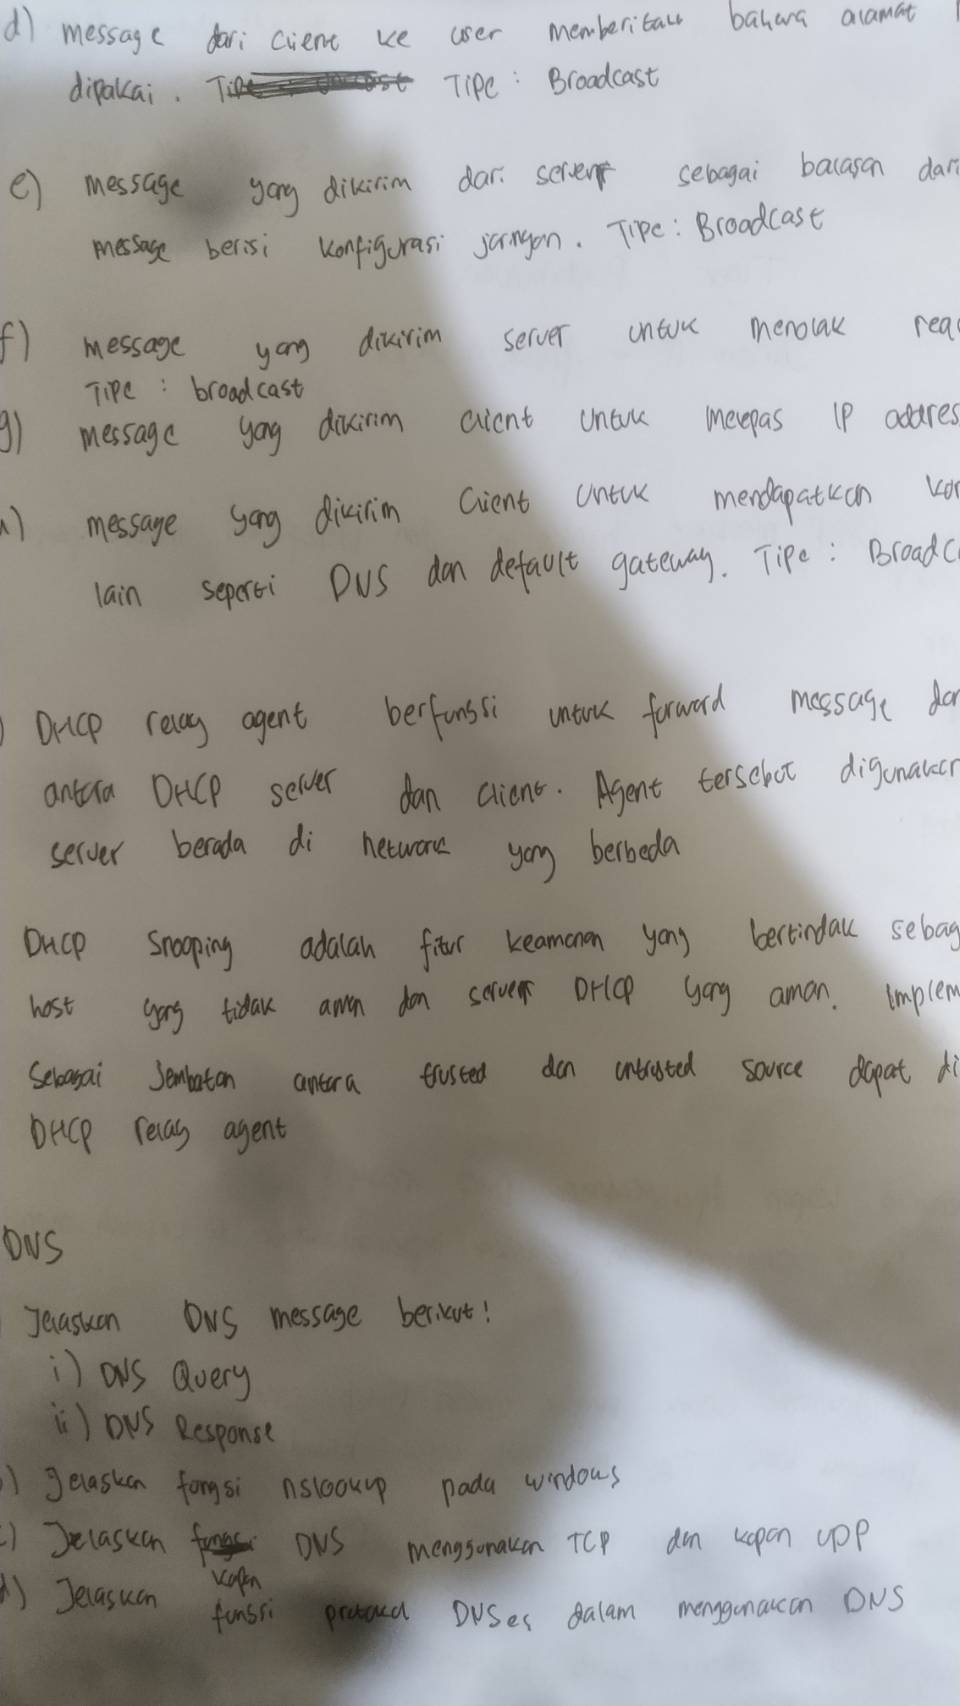 d) message dari client ke user memberitau bahwa alamat
dipakai. Tipe : Broadcast
e) message yang dikirim dari server sebagai balasan dari
message berisi konfigurasi jaringan. Tipe : Broadcast
f) message yang dikirim server untuk menolak req
Tipe : broadcast
g) message yang dikirim client untuk melepas IP addres
message yang dikirim Client untuk mendapatkan kon
lain seperti DNS dan default gateway. Tipe : Broadc
DHCP relay agent berfungsi untuk forward message dar
antara DHCP server dan client. Agent tersebut digunakan
server berada di network yang berbeda
DHCP Snooping adalah fitur keamanan yang bertindak sebag
host yang tidak aman dan server DHCP yang aman. Implem
Sebagai Jembatan antara trusted dan untrusted source dapat di
DHCP relay agent
DNS
Jelaskan DNS message berikut!
i) DNS Query
ii) DNS Response
) Jelaskan fungsi nslookup pada windows
c) Jelaskan kapan DNS menggunakan TCP dan kapan UDP
d) Jelaskan fungsi protokol DNSec dalam menggunakan DNS